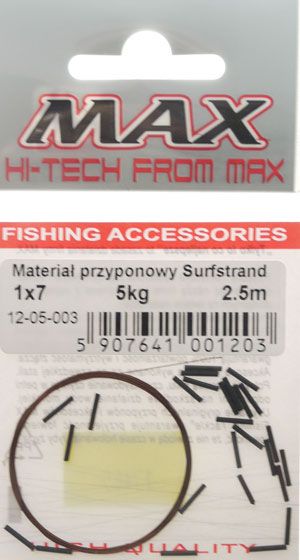 MAX
HI-TECH FROM MAX
FISHING ACCESSORIES
Materiał przyponowy Surfstrand
1x7 5kg 2.5m
12-05-003
5 907641 001203
HIGH QUALITY